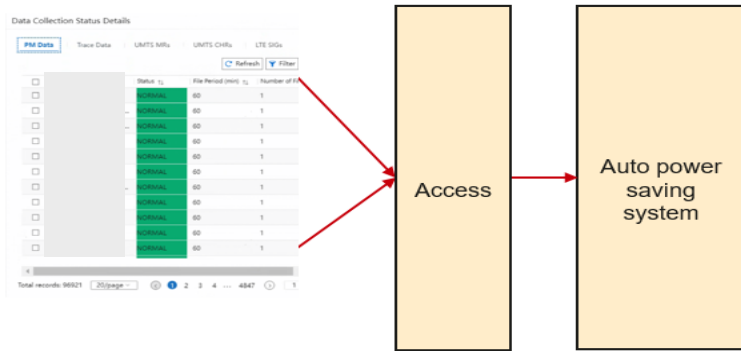 Data Collection Status Details
PM Data Trace Data UMTS MRs UMTS CHRs LTE SIGs
Refresh Filter
Status File Period (min) Number of
NORMAL 60 1
NORMAL 60 1
NORMAL 60 1
NORMAL 60 1
NORMAL 60 1
NORMAL 60 1
NORMAL 60 1
NORMAL 60 1
NORMAL 60 1
NORMAL 60 1
NORMAL 60 1
Total records: 96921 20/page 1 2 3 4 ... 4847 1
Access
Auto power
saving
system